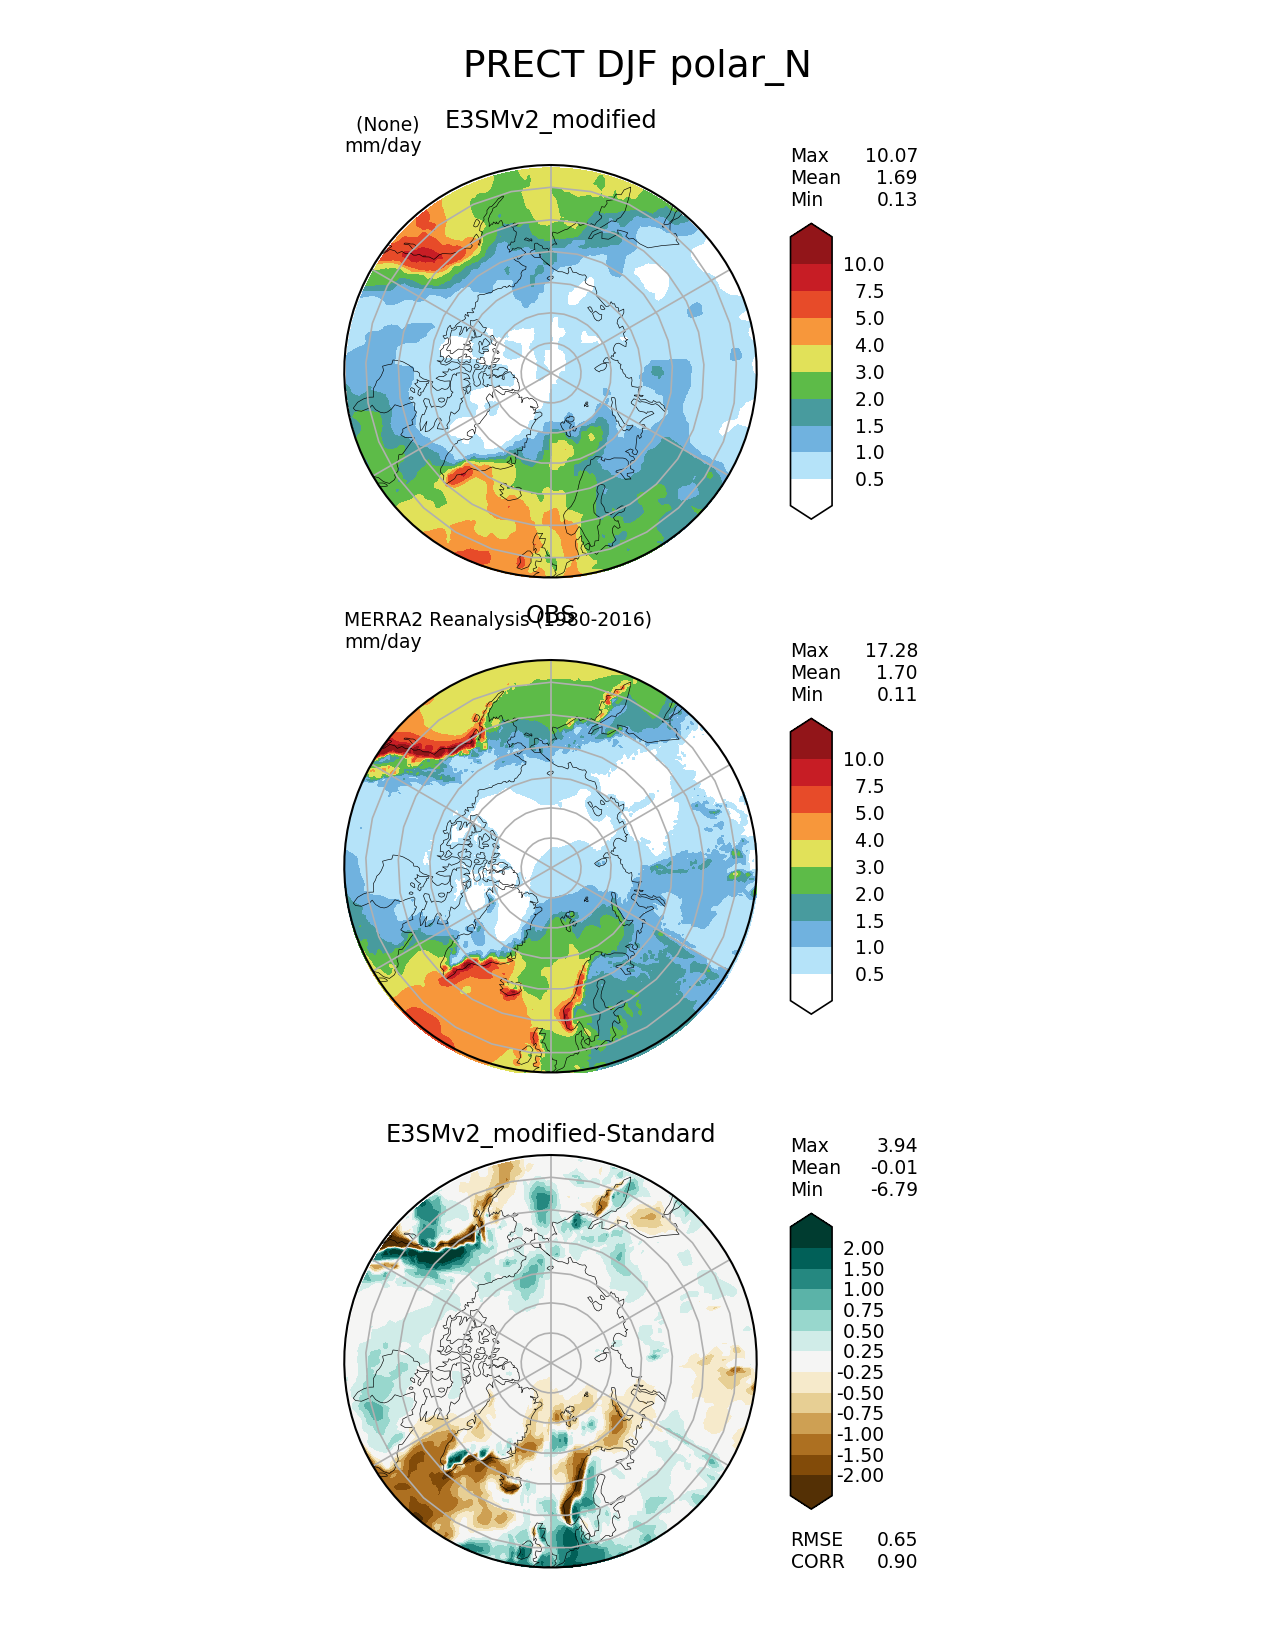 PRECT DJF polar_N
E3SMv2_modified
(None)
mm/day
Max 10.07
Mean 1.69
Min 0.13
10.0
7.5
5.0
4.0
3.0
2.0
1.5
1.0
0.5
OBS
MERRA2 Reanalysis (1980-2016)
mm/day
Max 17.28
Mean 1.70
Min 0.11
10.0
7.5
5.0
4.0
3.0
2.0
1.5
1.0
0.5
E3SMv2_modified-Standard
Max 3.94
Mean -0.01
Min -6.79
2.00
1.50
1.00
0.75
0.50
0.25
-0.25
-0.50
-0.75
-1.00
-1.50
-2.00
RMSE 0.65
CORR 0.90